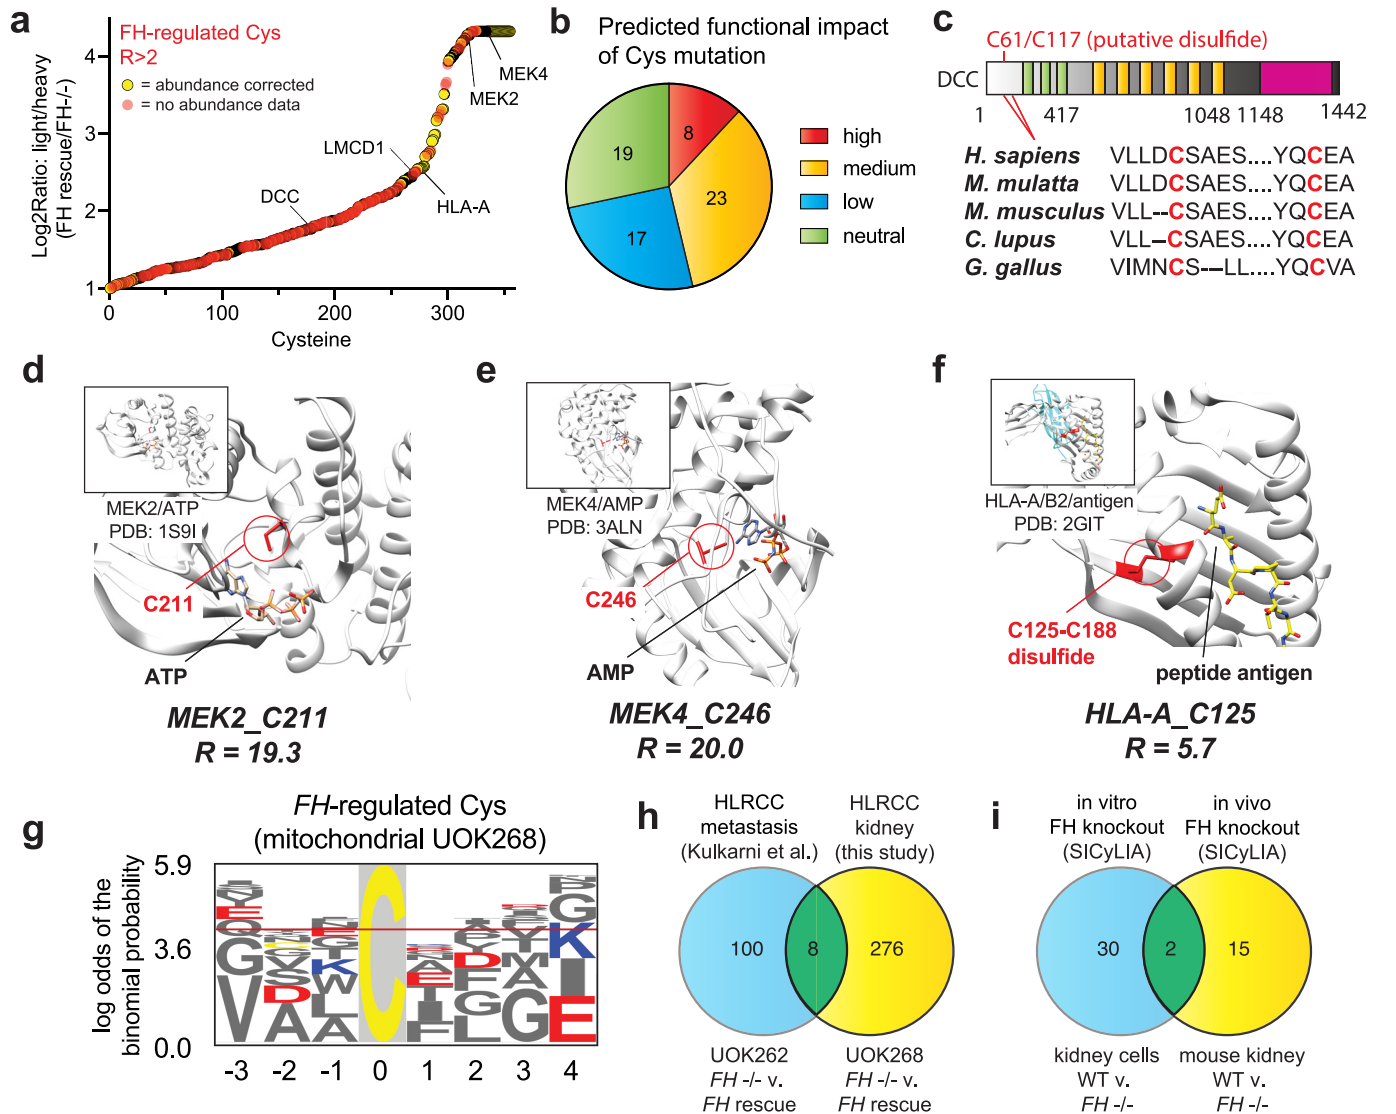 a
FH-regulated Cys
R>2
= abundance corrected
= no abundance data
Log2Ratio: light/heavy
(FH rescue/FH-/-)
4
3
2
1
0
100
200
300
Cysteine
MEK4
MEK2
LMCD1
HLA-A
DCC
b
Predicted functional impact
of Cys mutation
8
23
17
19
high
medium
low
neutral
c
C61/C117 (putative disulfide)
DCC
1
417
1048
1148
1442
H. sapiens VLLDCSAES....YQCEA
M. mulatta VLLDCSAES....YQCEA
M. musculus VLL--CSAES....YQCEA
C. lupus VLL–CSAES....YQCEA
G. gallus VIMNCS---LL....YQCVA
d
MEK2/ATP
PDB: 1S9I
C211
ATP
MEK2_C211
R = 19.3
e
MEK4/AMP
PDB: 3ALN
C246
AMP
MEK4_C246
R = 20.0
f
HLA-A/B2/antigen
PDB: 2GIT
C125-C188
disulfide
peptide antigen
HLA-A_C125
R = 5.7
g
FH-regulated Cys
(mitochondrial UOK268)
log odds of the
binomial probability
5.9
3.6
0.0
-3 -2 -1 0 1 2 3 4
h
HLRCC
metastasis
(Kulkarni et al.)
HLRCC
kidney
(this study)
100
8
276
UOK262
FH -/- v.
FH rescue
UOK268
FH -/- v.
FH rescue
i
in vitro
FH knockout
(SICyLIA)
in vivo
FH knockout
(SICyLIA)
30
2
15
kidney cells
WT v.
FH -/-
mouse kidney
WT v.
FH -/-